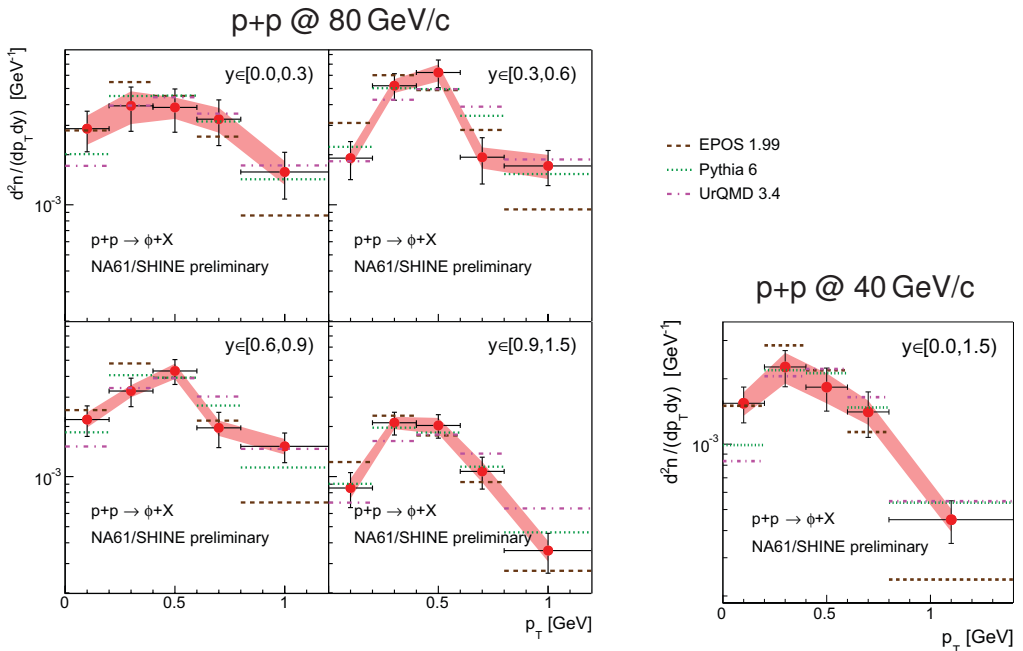 p+p @ 80 GeV/c
d²n/(dp_T dy) [GeV⁻¹]
y∈[0.0,0.3)
y∈[0.3,0.6)
10⁻³
p+p → ϕ+X
NA61/SHINE preliminary
p+p → ϕ+X
NA61/SHINE preliminary
y∈[0.6,0.9)
y∈[0.9,1.5)
10⁻³
p+p → ϕ+X
NA61/SHINE preliminary
p+p → ϕ+X
NA61/SHINE preliminary
0 0.5 1 0 0.5 1
p_T [GeV]
EPOS 1.99
Pythia 6
UrQMD 3.4
p+p @ 40 GeV/c
d²n/(dp_T dy) [GeV⁻¹]
y∈[0.0,1.5)
10⁻³
p+p → ϕ+X
NA61/SHINE preliminary
0 0.5 1
p_T [GeV]